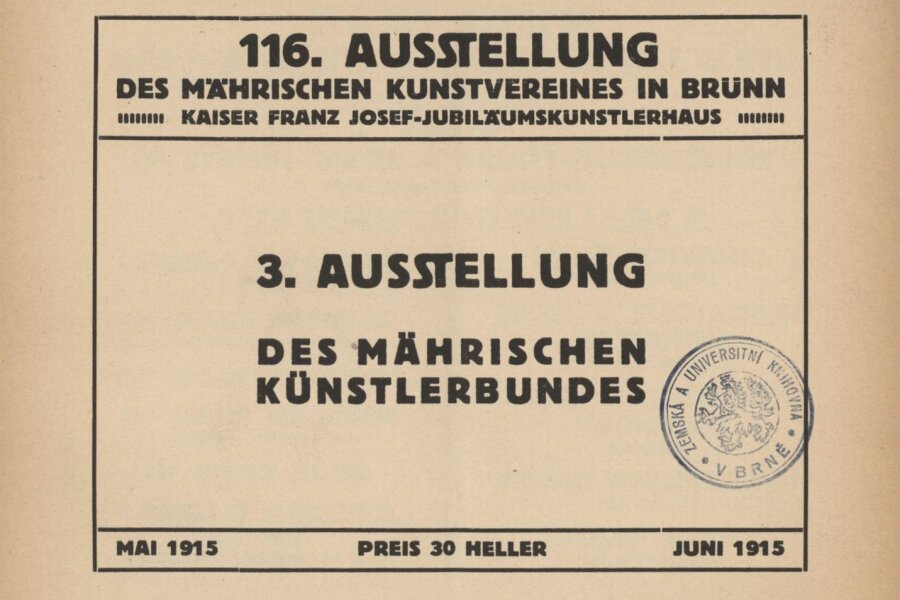 116. AUSSTELLUNG
DES MÄHRISCHEN KUNSTVEREINES IN BRÜNN
KAISER FRANZ JOSEF-JUBILÄUMSKÜNSTLERHAUS
3. AUSSTELLUNG
DES MÄHRISCHEN
KÜNSTLERBUNDES
ZEMSKÁ A UNIVERSITNÍ KNIHOVNA
* V BRNĚ *
MAI 1915 PREIS 30 HELLER JUNI 1915